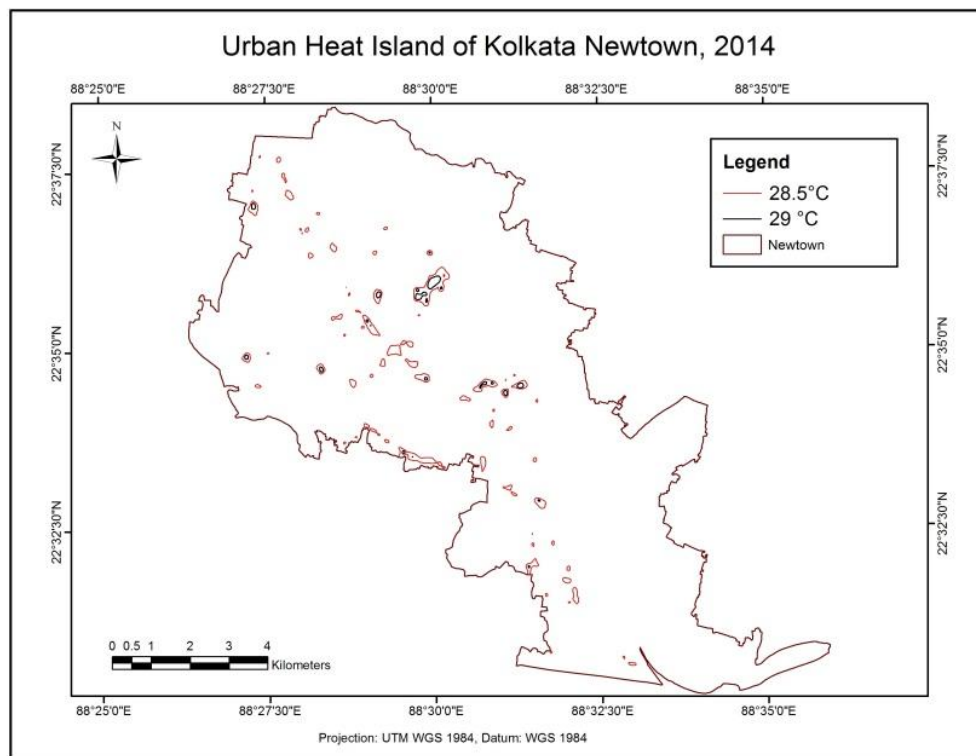 Urban Heat Island of Kolkata Newtown, 2014
88°25'0"E 88°27'30"E 88°30'0"E 88°32'30"E 88°35'0"E
N
22°37'30"N
22°37'30"N
Legend
28.5°C
29 °C
Newtown
22°35'0"N
22°35'0"N
22°32'30"N
22°32'30"N
0 0.5 1 2 3 4
Kilometers
88°25'0"E 88°27'30"E 88°30'0"E 88°32'30"E 88°35'0"E
Projection: UTM WGS 1984, Datum: WGS 1984